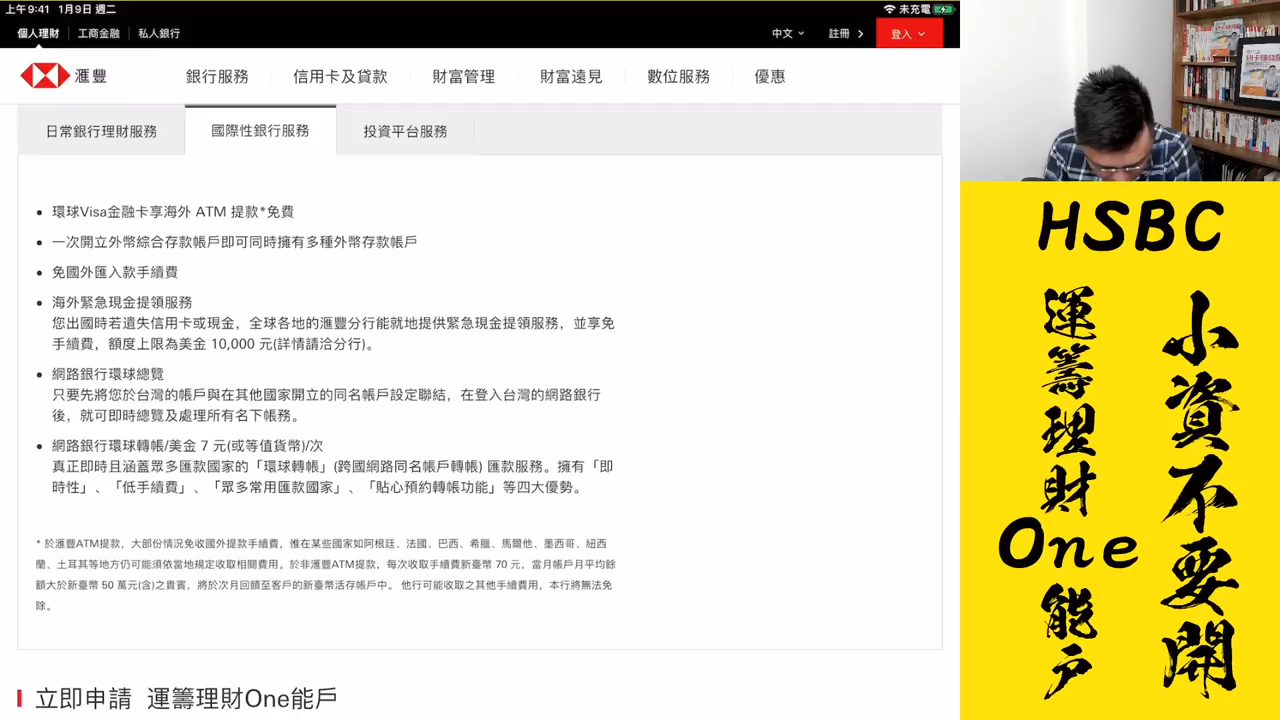 上午9:41 1月9日 週二
未充電
個人理財 工商金融 私人銀行
中文 註冊 登入
滙豐
銀行服務 信用卡及貸款 財富管理 財富遠見 數位服務 優惠
日常銀行理財服務 國際性銀行服務 投資平台服務
環球Visa金融卡享海外 ATM 提款*免費
一次開立外幣綜合存款帳戶即可同時擁有多種外幣存款帳戶
免國外匯入款手續費
海外緊急現金提領服務
您出國時若遺失信用卡或現金，全球各地的滙豐分行能就地提供緊急現金提領服務，並享免
手續費，額度上限為美金 10,000 元(詳情請洽分行)。
網路銀行環球總覽
只要先將您於台灣的帳戶與在其他國家開立的同名帳戶設定聯結，在登入台灣的網路銀行
後，就可即時總覽及處理所有名下帳務。
網路銀行環球轉帳/美金 7 元(或等值貨幣)/次
真正即時且涵蓋眾多匯款國家的「環球轉帳」(跨國網路同名帳戶轉帳) 匯款服務。擁有「即
時性」、「低手續費」、「眾多常用匯款國家」、「貼心預約轉帳功能」等四大優勢。
* 於滙豐ATM提款，大部份情況免收國外提款手續費，惟在某些國家如阿根廷、法國、巴西、希臘、馬爾他、墨西哥、紐西
蘭、土耳其等地方仍可能須依當地規定收取相關費用。於非滙豐ATM提款，每次收取手續費新臺幣 70 元，當月帳戶月平均餘
額大於新臺幣 50 萬元(含)之貴賓，將於次月回饋至客戶的新臺幣活存帳戶中。 他行可能收取之其他手續費用，本行將無法免
除。
立即申請 運籌理財One能戶
HSBC
小資不要開
運籌理財One能戶